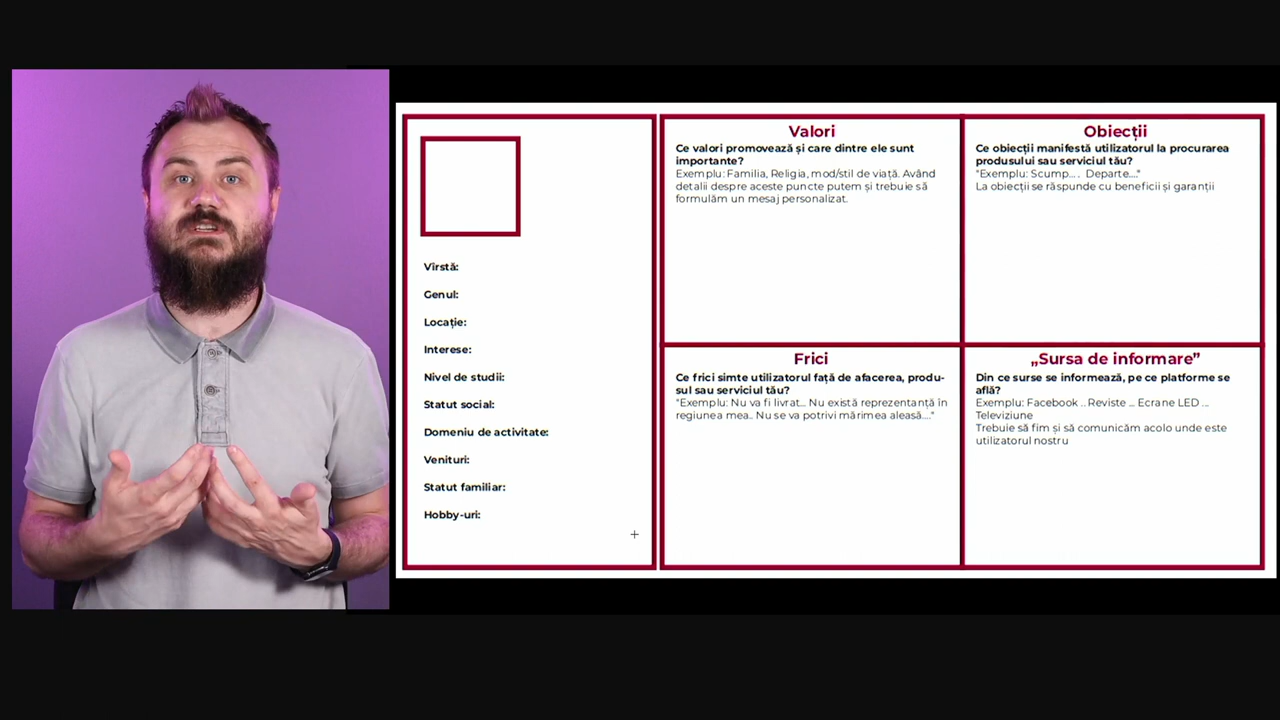 Vîrstă:
Genul:
Locație:
Interese:
Nivel de studii:
Statut social:
Domeniu de activitate:
Venituri:
Statut familiar:
Hobby-uri:
Valori
Ce valori promovează și care dintre ele sunt
importante?
Exemplu: Familia, Religia, mod/stil de viață. Având
detalii despre aceste puncte putem și trebuie să
formulăm un mesaj personalizat.
Obiecții
Ce obiecții manifestă utilizatorul la procurarea
produsului sau serviciul tău?
"Exemplu: Scump... . Departe...."
La obiecții se răspunde cu beneficii și garanții
Frici
Ce frici simte utilizatorul față de afacerea, produ-
sul sau serviciul tău?
"Exemplu: Nu va fi livrat... Nu există reprezentanță în
regiunea mea.. Nu se va potrivi mărimea aleasă...."
„Sursa de informare”
Din ce surse se informează, pe ce platforme se
află?
Exemplu: Facebook .. Reviste ... Ecrane LED ...
Televiziune
Trebuie să fim și să comunicăm acolo unde este
utilizatorul nostru